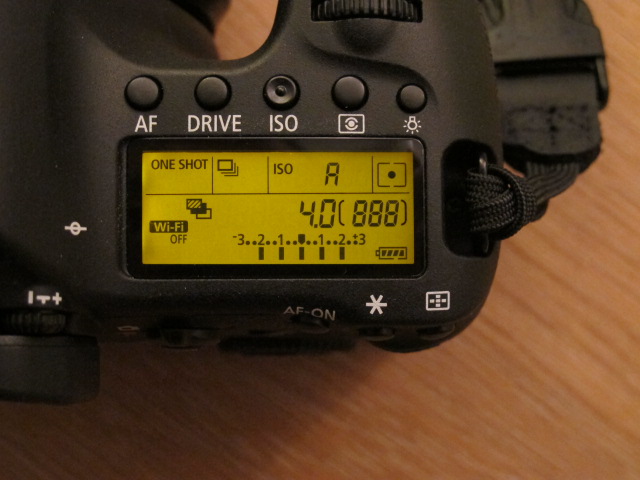 AF DRIVE ISO
ONE SHOT ISO A
4.0 (888)
Wi-Fi
OFF
-3..2..1..0..1..2..+3
AF-ON